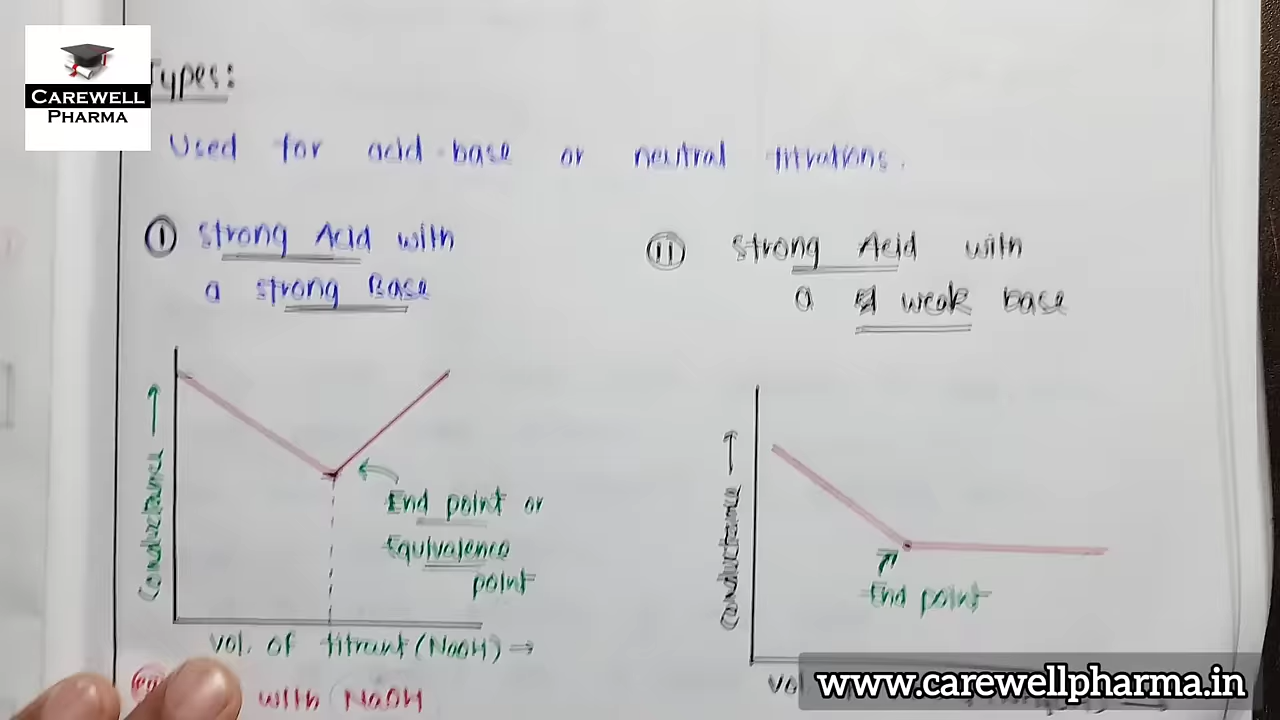 CAREWELL
PHARMA
Types:
Used for acid-base or neutral titrations.
(I) Strong Acid with
a strong Base
(II) Strong Acid with
a weak base
Conductance →
End point or
Equivalence
point
Vol. of titrant (NaOH) →
with NaOH
Conductance →
End point
Vol
www.carewellpharma.in